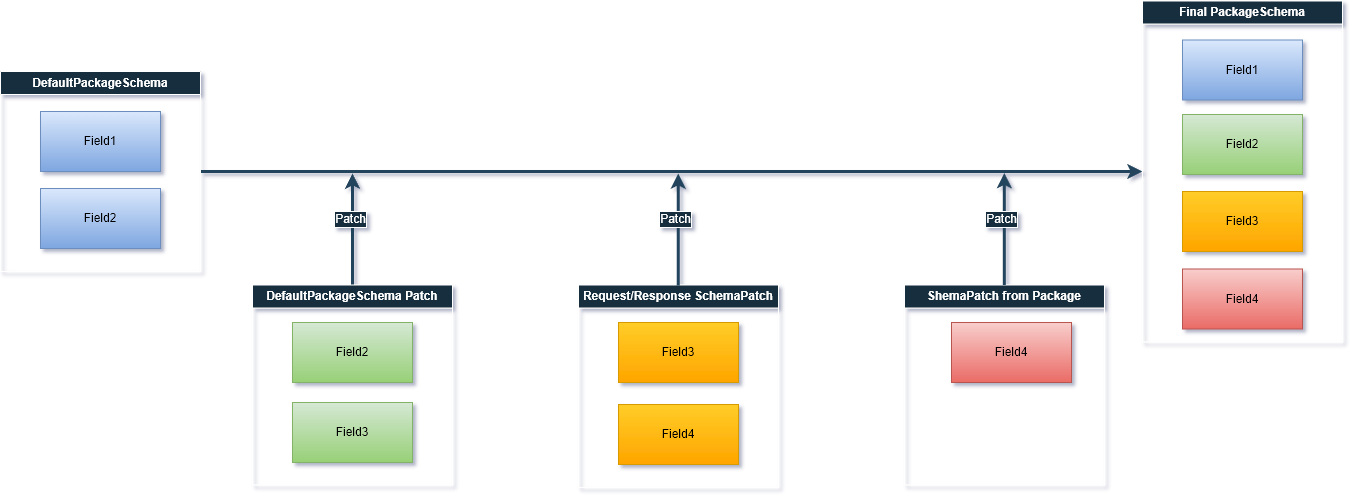 DefaultPackageSchema
Field1
Field2
Patch
Patch
Patch
DefaultPackageSchema Patch
Field2
Field3
Request/Response SchemaPatch
Field3
Field4
ShemaPatch from Package
Field4
Final PackageSchema
Field1
Field2
Field3
Field4